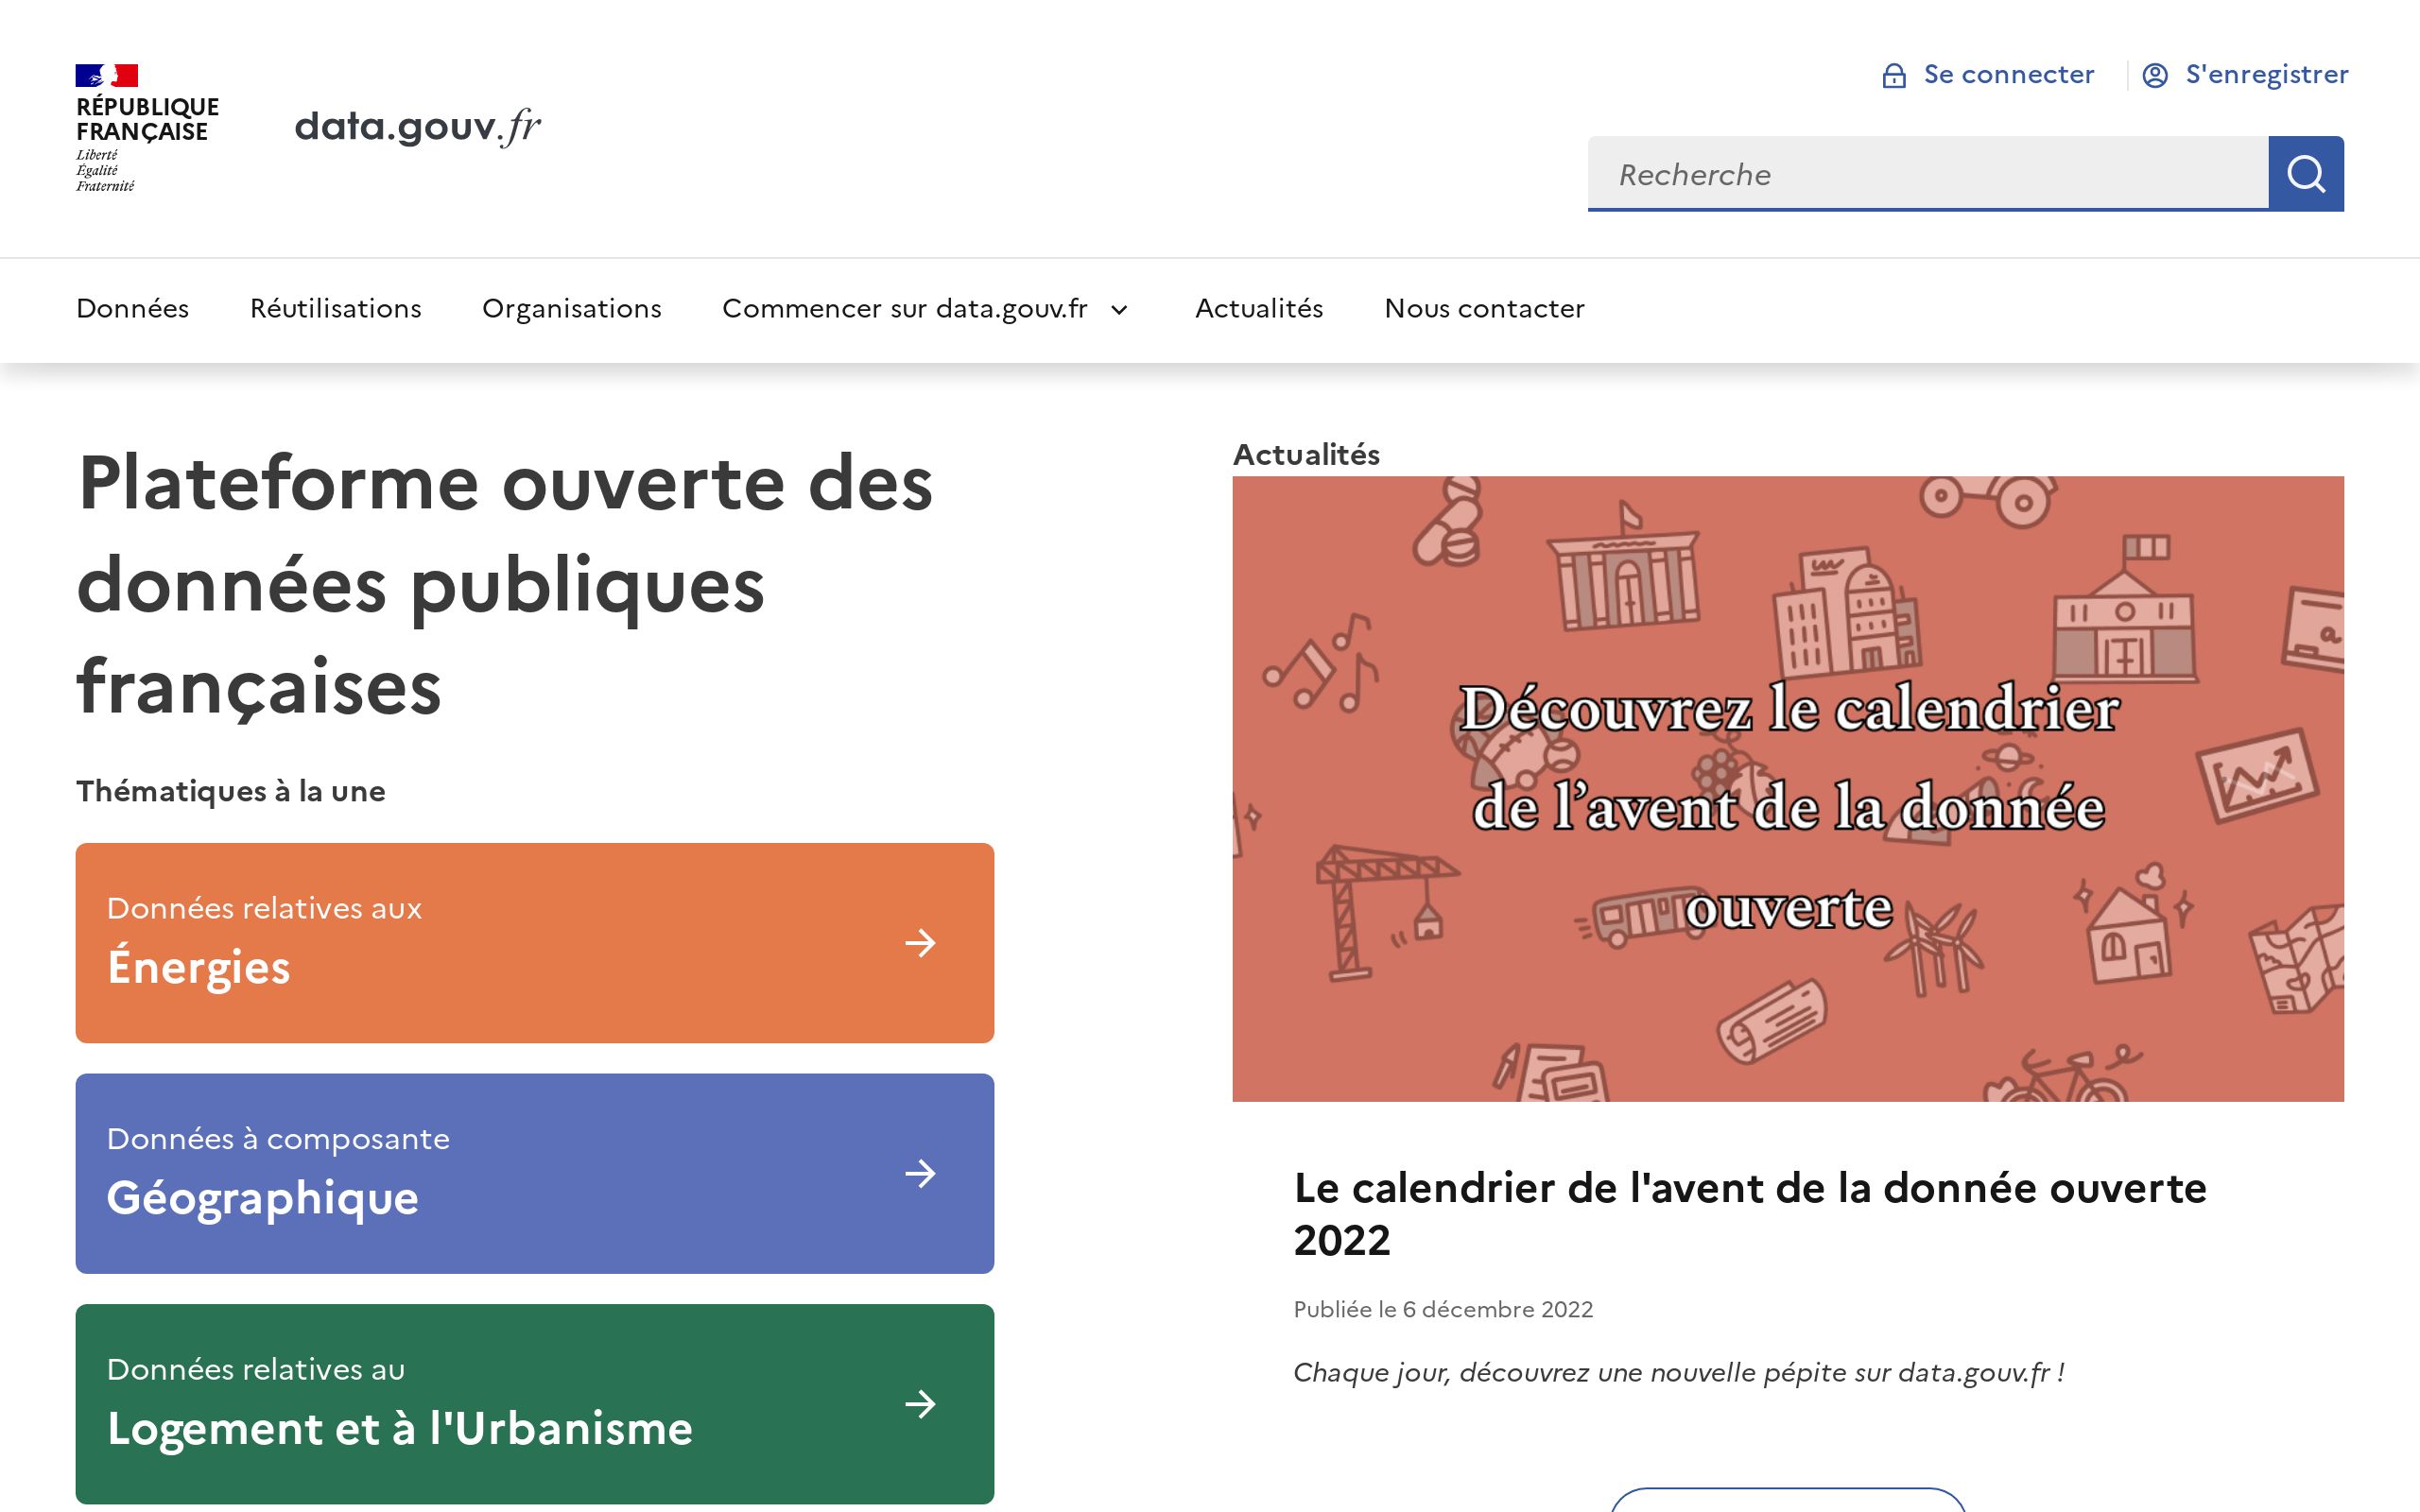 RÉPUBLIQUE
FRANÇAISE
Liberté
Égalité
Fraternité
data.gouv.fr
Se connecter
S'enregistrer
Recherche
Données
Réutilisations
Organisations
Commencer sur data.gouv.fr
Actualités
Nous contacter
Plateforme ouverte des
données publiques
françaises
Thématiques à la une
Données relatives aux
Énergies
Données à composante
Géographique
Données relatives au
Logement et à l'Urbanisme
Actualités
Découvrez le calendrier
de l’avent de la donnée
ouverte
Le calendrier de l'avent de la donnée ouverte
2022
Publiée le 6 décembre 2022
Chaque jour, découvrez une nouvelle pépite sur data.gouv.fr !